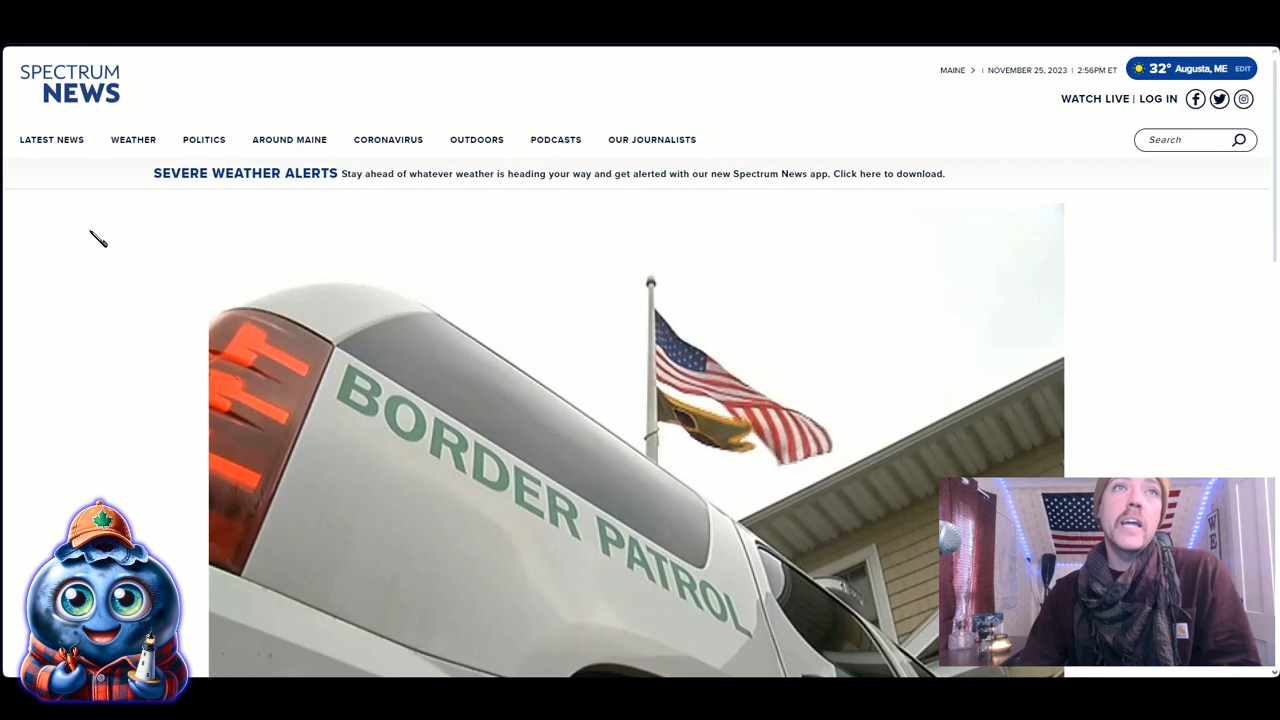 SPECTRUM
NEWS
MAINE > | NOVEMBER 25, 2023 | 2:56PM ET
32° Augusta, ME EDIT
WATCH LIVE | LOG IN
LATEST NEWS WEATHER POLITICS AROUND MAINE CORONAVIRUS OUTDOORS PODCASTS OUR JOURNALISTS
Search
SEVERE WEATHER ALERTS Stay ahead of whatever weather is heading your way and get alerted with our new Spectrum News app. Click here to download.
BORDER PATROL
WE